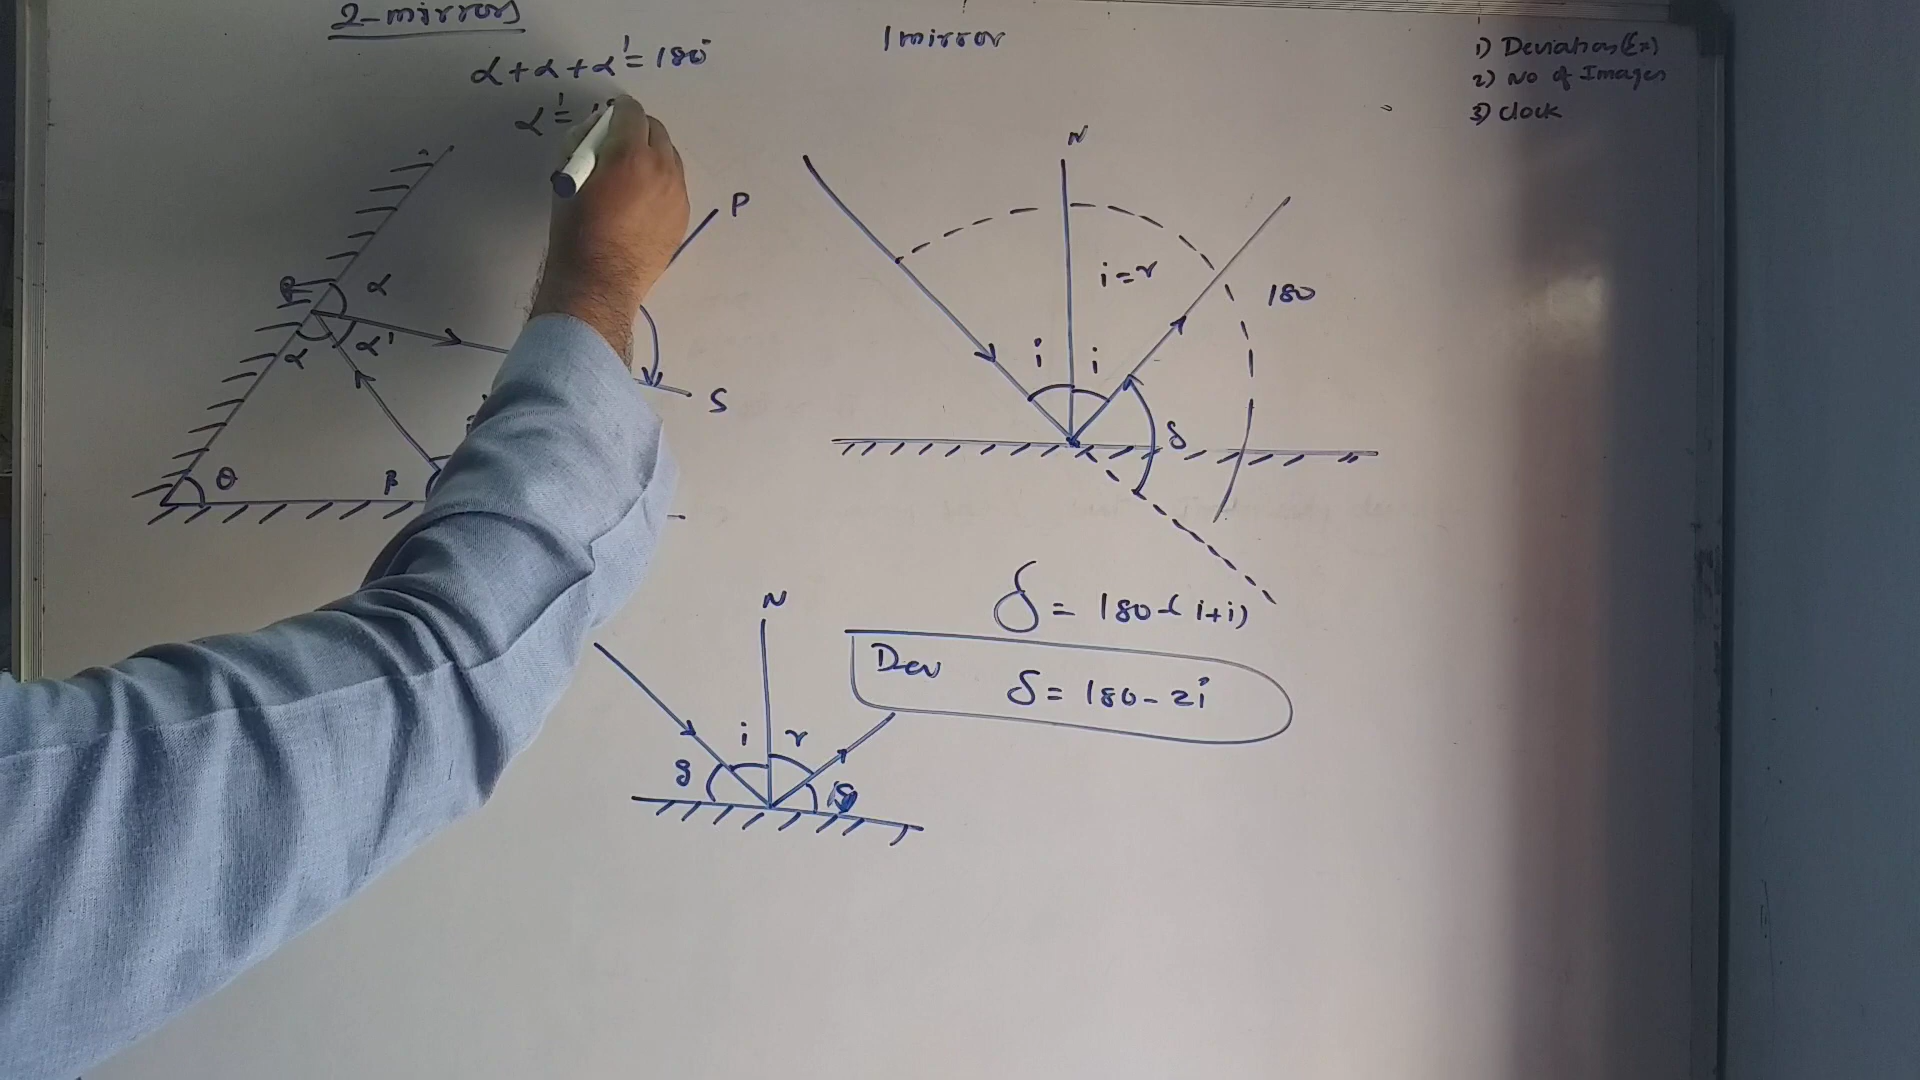 2-mirrors
α+α+α'=180°
α'=
α
α'
α
θ
β
P
S
1 mirror
N
i=r
180
i i
δ
δ = 180-(i+i)
Dev δ = 180-2i
N
i r
g g
1) Deviation (Ex)
2) No of Images
3) clock